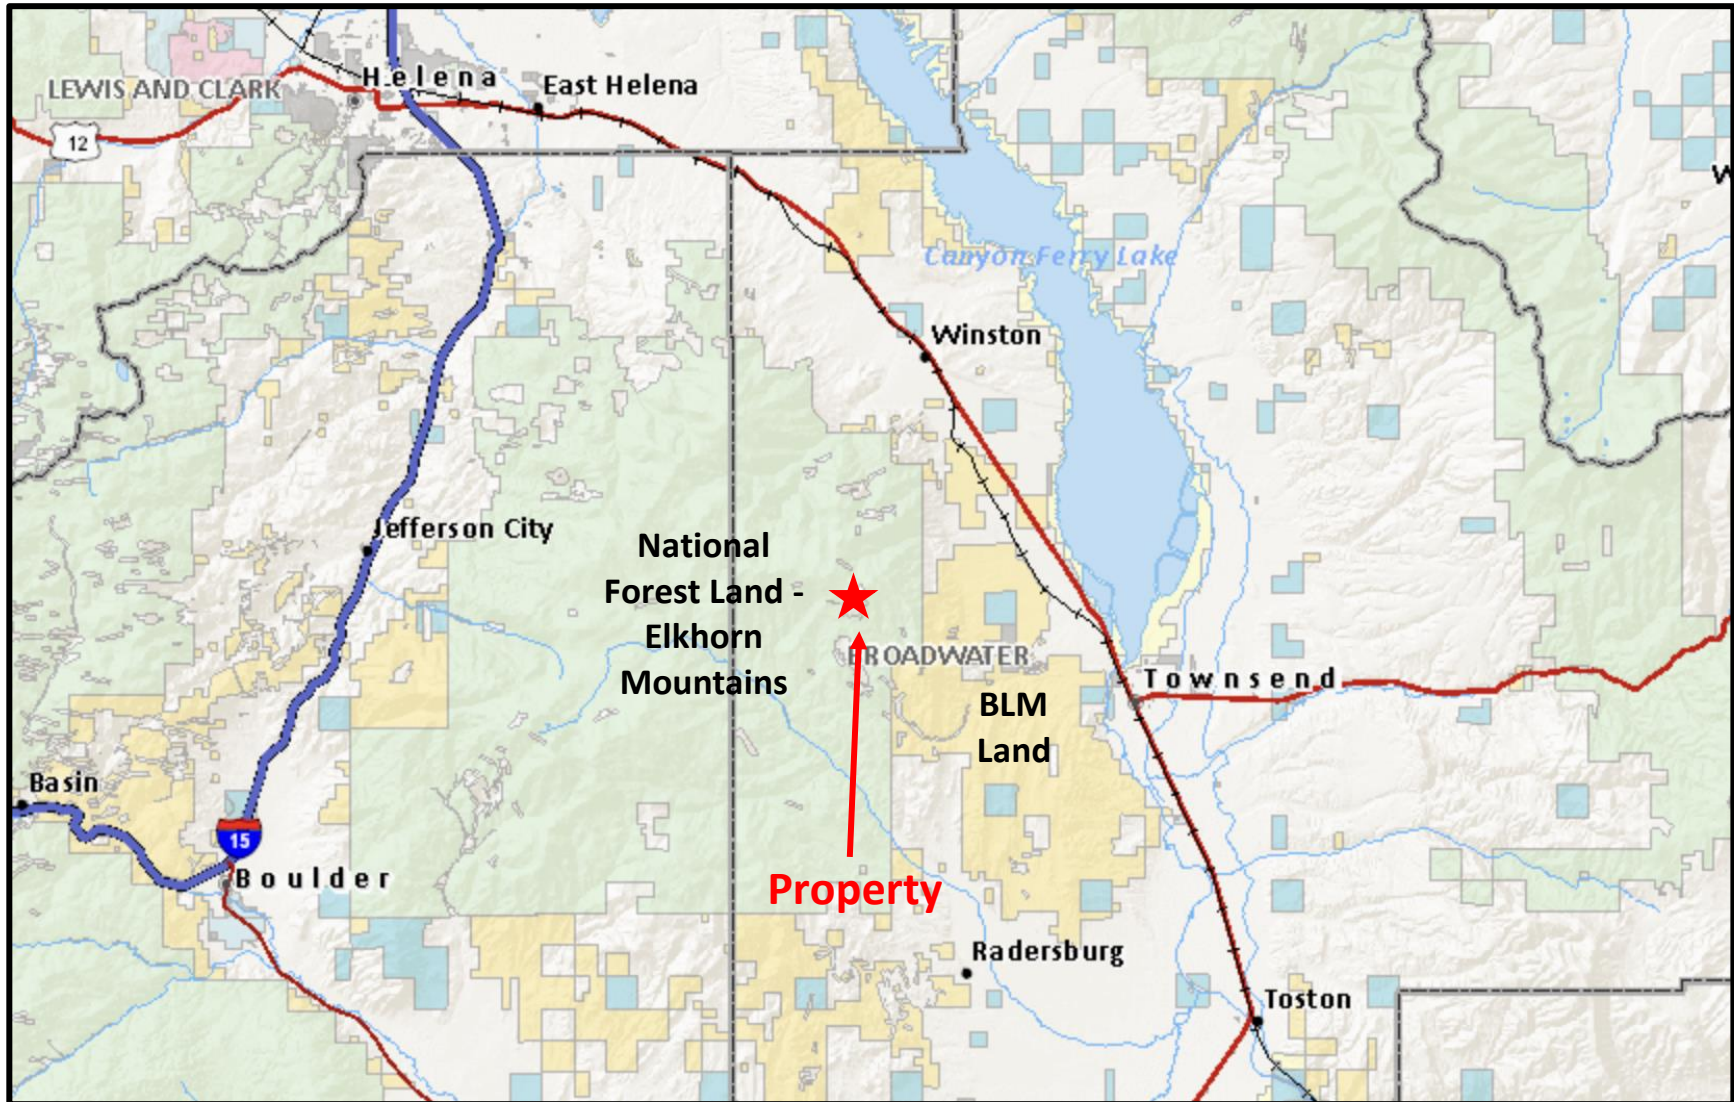 Helena
East Helena
LEWIS AND CLARK
12
W
Canyon Ferry Lake
Winston
Jefferson City
National
Forest Land -
Elkhorn
Mountains
BROADWATER
Townsend
BLM
Land
Basin
15
Boulder
Property
Radersburg
Toston